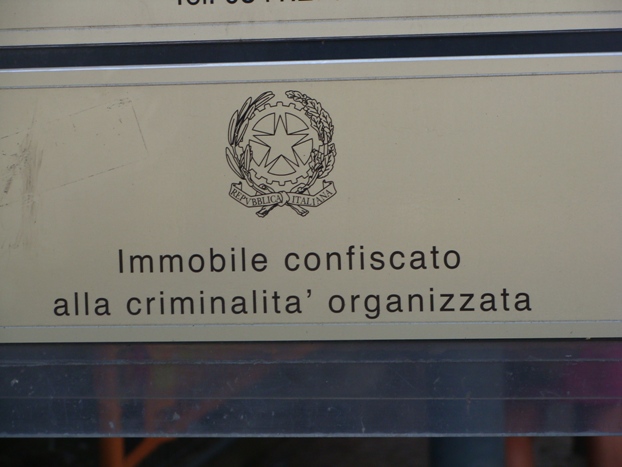 REPVBBLICA ITALIANA
Immobile confiscato
alla criminalita' organizzata